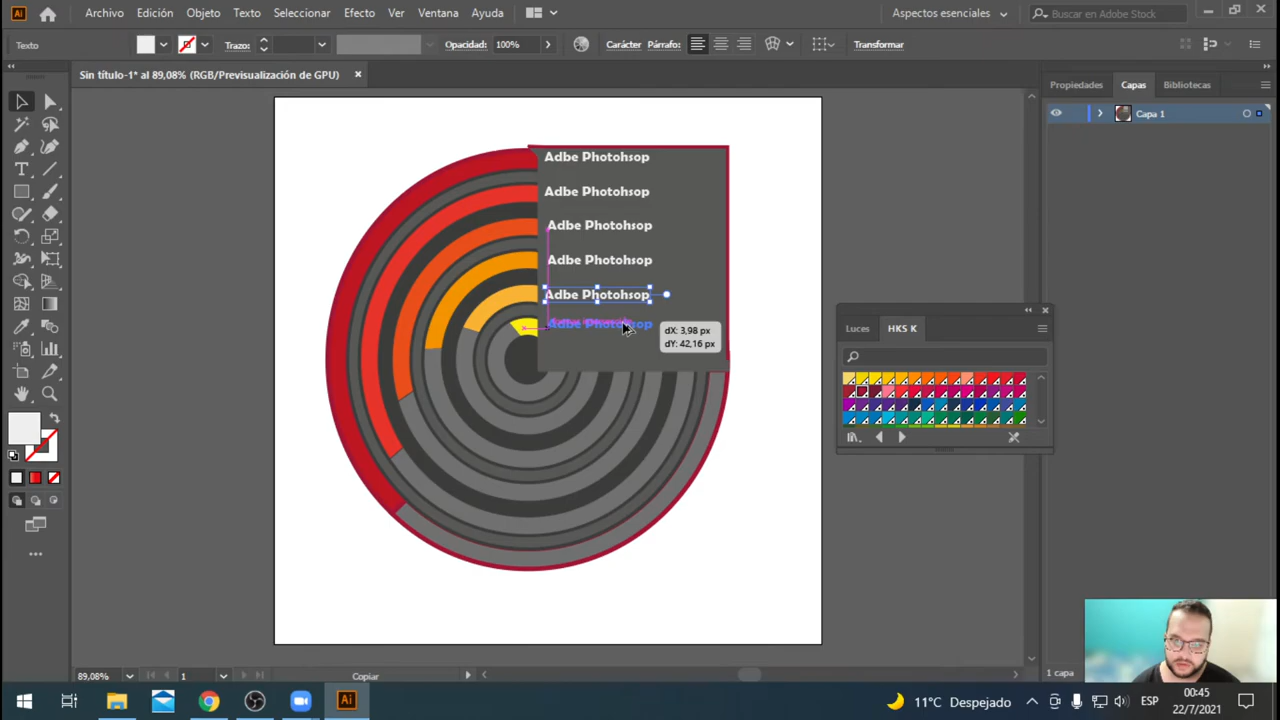 Ai Archivo Edición Objeto Texto Seleccionar Efecto Ver Ventana Ayuda Aspectos esenciales Buscar en Adobe Stock
Texto Trazo: Opacidad: 100% Carácter Párrafo: Transformar
Sin título-1* al 89,08% (RGB/Previsualización de GPU)
Propiedades Capas Bibliotecas
Capa 1
Adbe Photohsop
Adbe Photohsop
Adbe Photohsop
Adbe Photohsop
Adbe Photohsop
Adbe Photohsop
dX: 3,98 px
dY: 42,16 px
Luces HKS K
89,08% 1 Copiar 1 capa
Ai 11°C Despejado ESP 00:45
22/7/2021